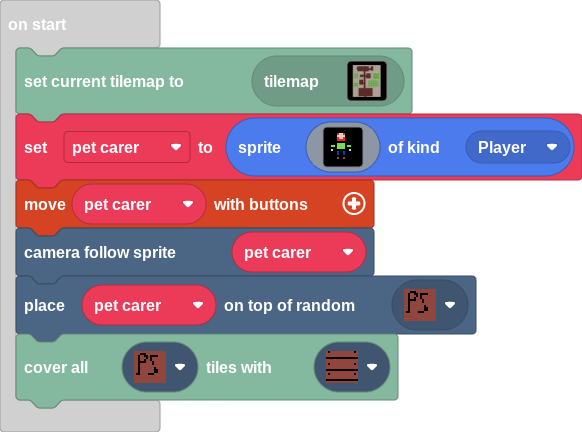 on start
set current tilemap to tilemap
set pet carer to sprite of kind Player
move pet carer with buttons
camera follow sprite pet carer
place pet carer on top of random
cover all tiles with